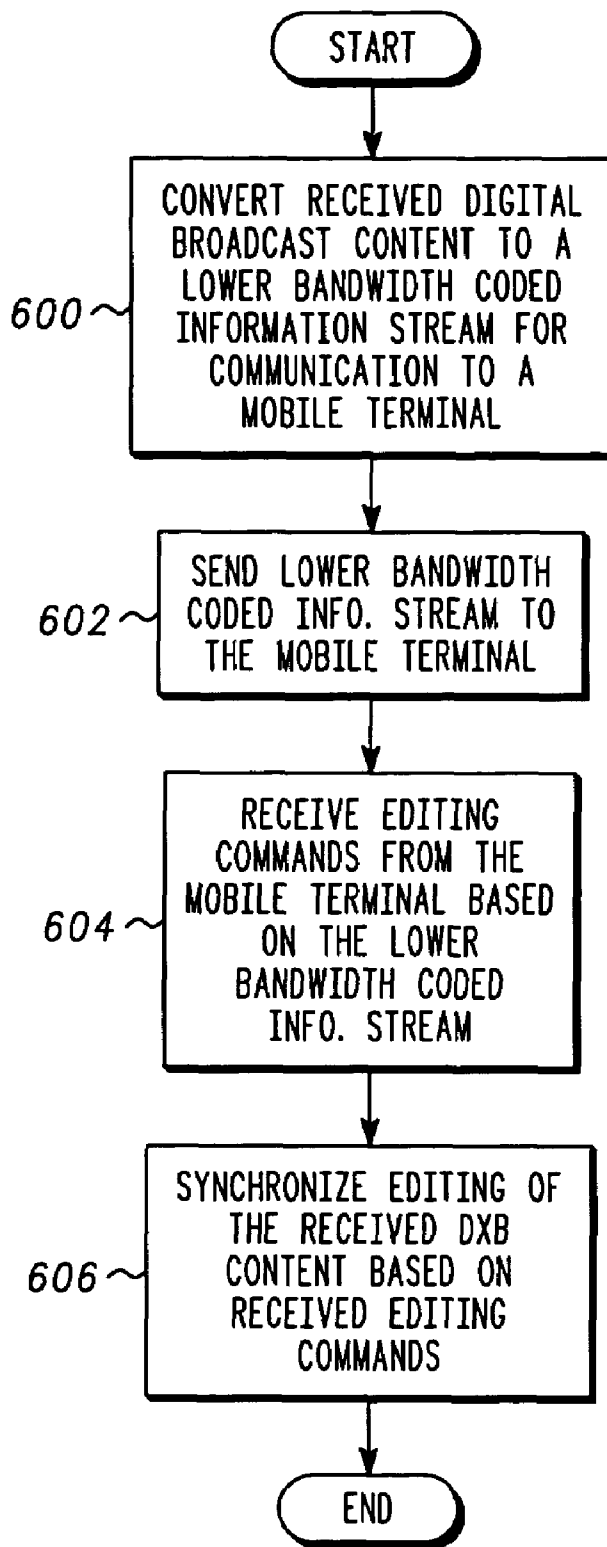 START
CONVERT RECEIVED DIGITAL
BROADCAST CONTENT TO A
LOWER BANDWIDTH CODED
INFORMATION STREAM FOR
COMMUNICATION TO A
MOBILE TERMINAL
600
SEND LOWER BANDWIDTH
CODED INFO. STREAM TO
THE MOBILE TERMINAL
602
RECEIVE EDITING
COMMANDS FROM THE
MOBILE TERMINAL BASED
ON THE LOWER
BANDWIDTH CODED
INFO. STREAM
604
SYNCHRONIZE EDITING OF
THE RECEIVED DXB
CONTENT BASED ON
RECEIVED EDITING
COMMANDS
606
END